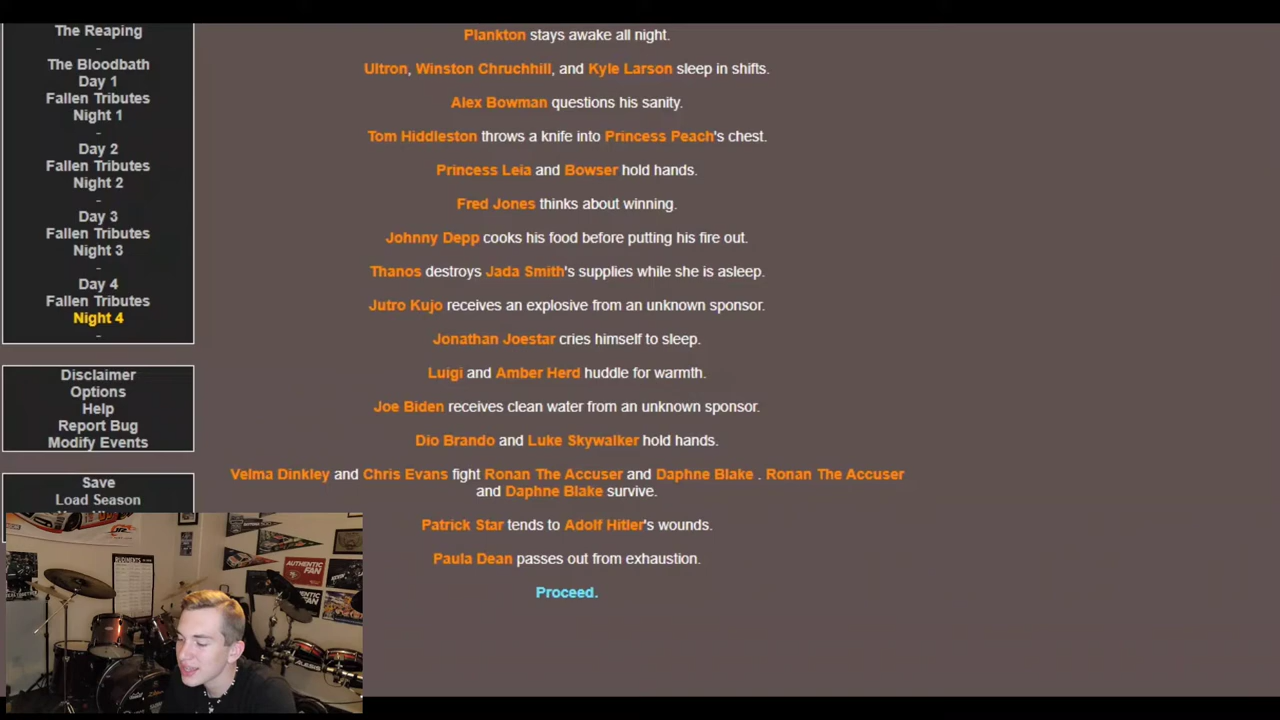 The Reaping
-
The Bloodbath
Day 1
Fallen Tributes
Night 1
-
Day 2
Fallen Tributes
Night 2
-
Day 3
Fallen Tributes
Night 3
-
Day 4
Fallen Tributes
Night 4
-
Disclaimer
Options
Help
Report Bug
Modify Events
Save
Load Season
Plankton stays awake all night.
Ultron, Winston Chruchhill, and Kyle Larson sleep in shifts.
Alex Bowman questions his sanity.
Tom Hiddleston throws a knife into Princess Peach's chest.
Princess Leia and Bowser hold hands.
Fred Jones thinks about winning.
Johnny Depp cooks his food before putting his fire out.
Thanos destroys Jada Smith's supplies while she is asleep.
Jutro Kujo receives an explosive from an unknown sponsor.
Jonathan Joestar cries himself to sleep.
Luigi and Amber Herd huddle for warmth.
Joe Biden receives clean water from an unknown sponsor.
Dio Brando and Luke Skywalker hold hands.
Velma Dinkley and Chris Evans fight Ronan The Accuser and Daphne Blake . Ronan The Accuser
and Daphne Blake survive.
Patrick Star tends to Adolf Hitler's wounds.
Paula Dean passes out from exhaustion.
Proceed.
RUDIMENTS
AUTHENTIC
FAN
AUTHENTIC
FAN
ALESIS